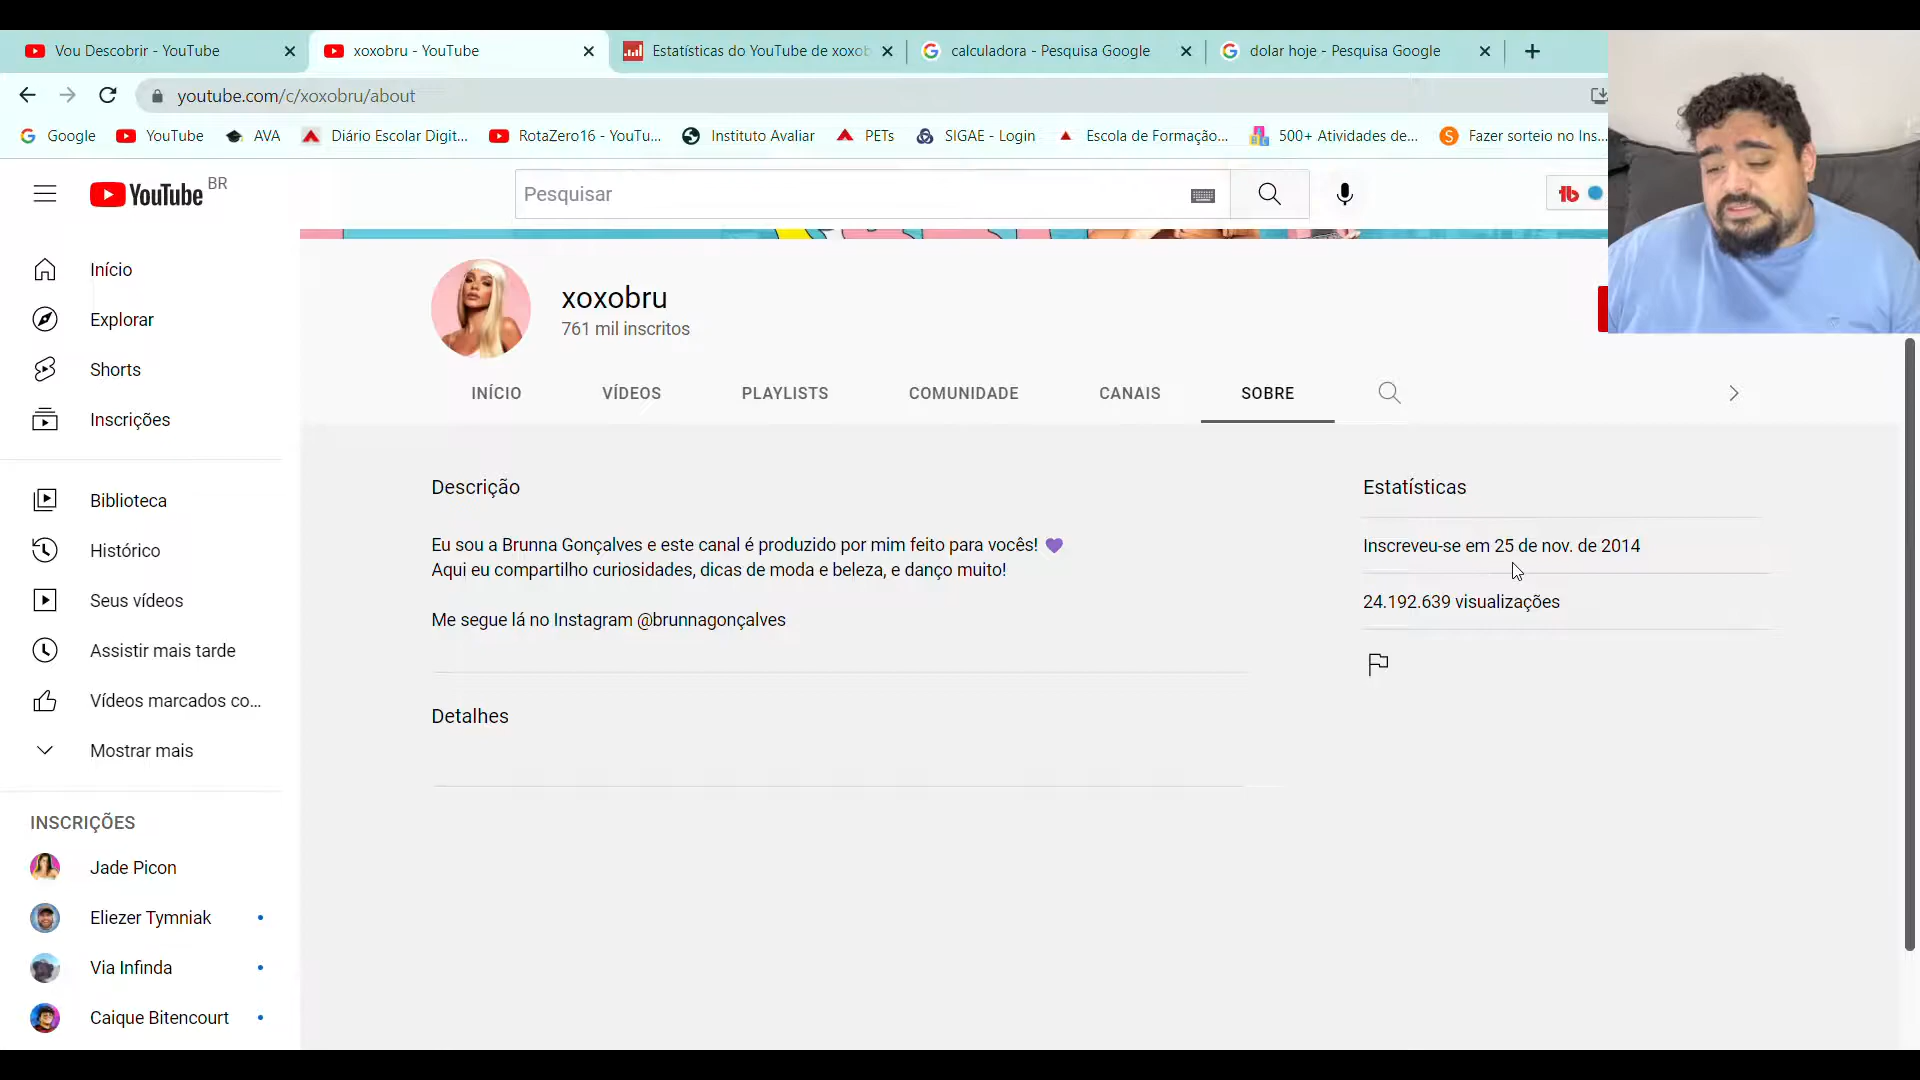 Vou Descobrir - YouTube
xoxobru - YouTube
Estatísticas do YouTube de xoxob
calculadora - Pesquisa Google
dolar hoje - Pesquisa Google
youtube.com/c/xoxobru/about
Google
YouTube
AVA
Diário Escolar Digit...
RotaZero16 - YouTu...
Instituto Avaliar
PETs
SIGAE - Login
Escola de Formação...
500+ Atividades de...
Fazer sorteio no Ins...
YouTube BR
Pesquisar
tb
Início
Explorar
Shorts
Inscrições
Biblioteca
Histórico
Seus vídeos
Assistir mais tarde
Vídeos marcados co...
Mostrar mais
INSCRIÇÕES
Jade Picon
Eliezer Tymniak
Via Infinda
Caique Bitencourt
xoxobru
761 mil inscritos
INÍCIO
VÍDEOS
PLAYLISTS
COMUNIDADE
CANAIS
SOBRE
Descrição
Eu sou a Brunna Gonçalves e este canal é produzido por mim feito para vocês! 💜
Aqui eu compartilho curiosidades, dicas de moda e beleza, e danço muito!
Me segue lá no Instagram @brunnagonçalves
Detalhes
Estatísticas
Inscreveu-se em 25 de nov. de 2014
24.192.639 visualizações